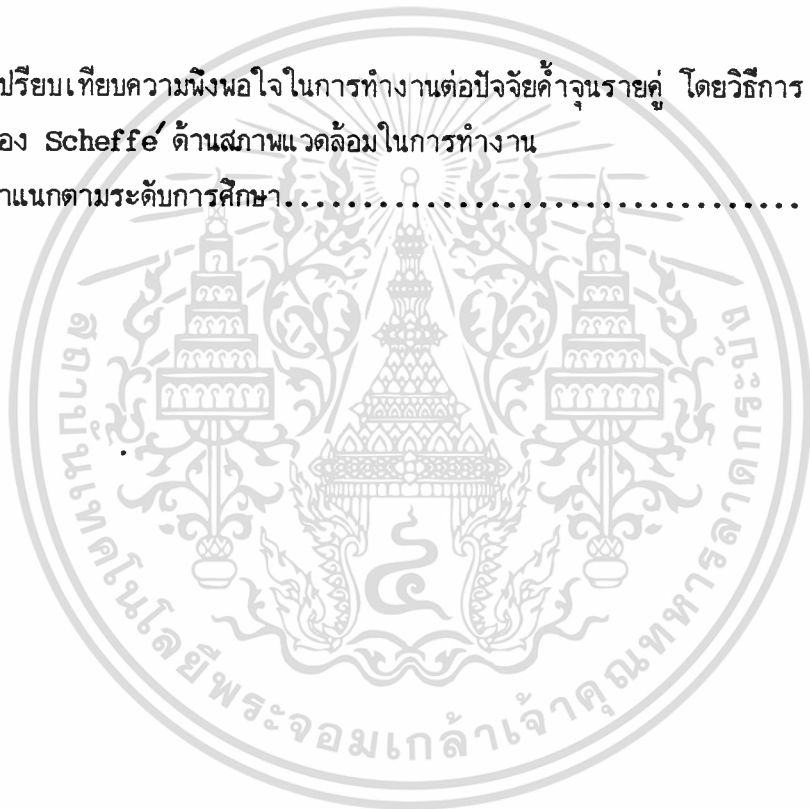 เปรียบเทียบความพึงพอใจในการทำงานต่อปัจจัยค้ำจุนรายคู่ โดยวิธีการ
อง Scheffe´ ด้านสภาพแวดล้อมในการทำงาน
าแนกตามระดับการศึกษา..................................
สถาบันเทคโนโลยีพระจอมเกล้าเจ้าคุณทหารลาดกระบัง